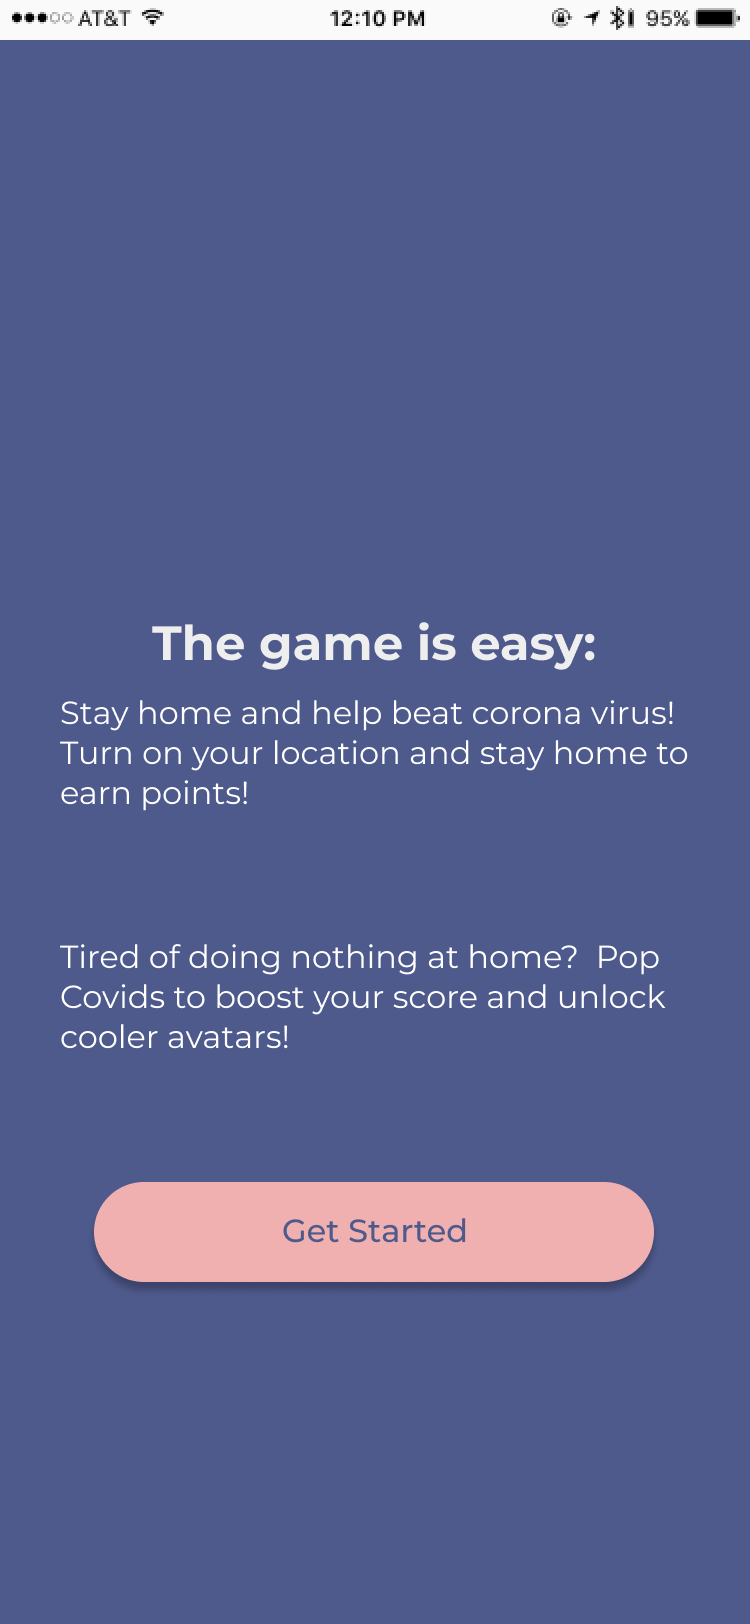 AT&T 12:10 PM 95%
The game is easy:
Stay home and help beat corona virus!
Turn on your location and stay home to
earn points!
Tired of doing nothing at home?  Pop
Covids to boost your score and unlock
cooler avatars!
Get Started